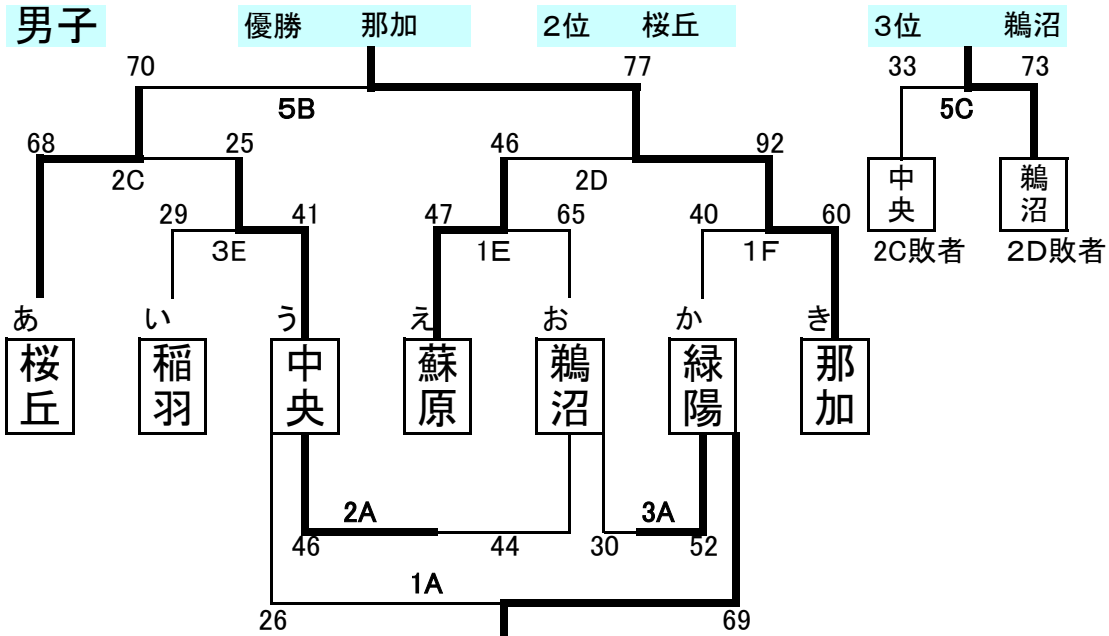 男子 優勝 那加 2位 桜丘 3位 鵜沼
70 77 33 73
5B 5C
68 25 46 92
2C 2D 中央 鵜沼
29 41 47 65 40 60
3E 1E 1F 2C敗者 2D敗者
あ い う え お か き
桜丘 稲羽 中央 蘇原 鵜沼 緑陽 那加
2A 3A
46 44 30 52
1A
26 69